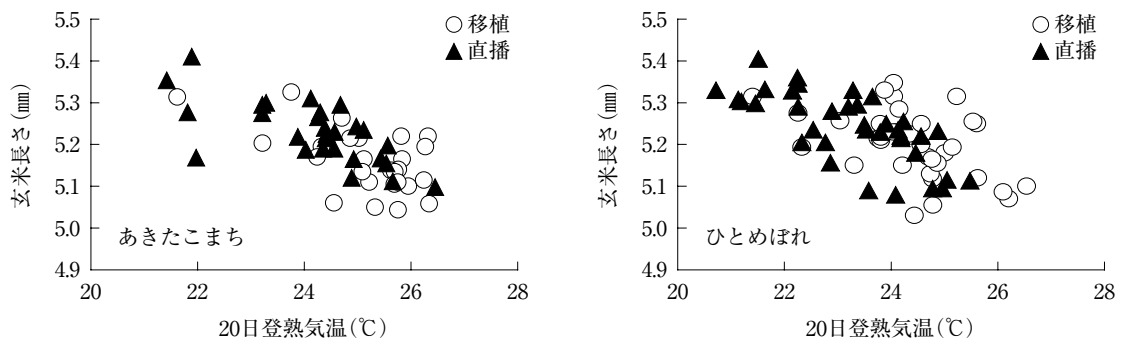 5.5
5.4
5.3
5.2
5.1
5.0
4.9
玄米長さ(㎜)
○移植
▲直播
あきたこまち
20 22 24 26 28
20日登熟気温(℃)
5.5
5.4
5.3
5.2
5.1
5.0
4.9
玄米長さ(㎜)
○移植
▲直播
ひとめぼれ
20 22 24 26 28
20日登熟気温(℃)